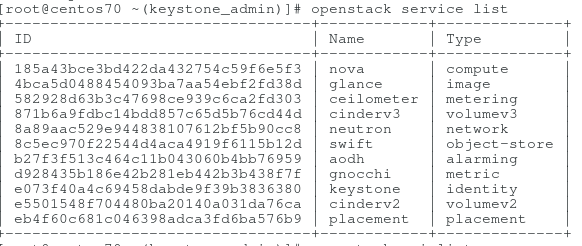 [root@centos70 ~(keystone_admin)]# openstack service list
+----------------------------------+------------+--------------+
| ID | Name | Type |
+----------------------------------+------------+--------------+
| 185a43bce3bd422da432754c59f6e5f3 | nova | compute |
| 4bca5d0488454093ba7aa54ebf2fd38d | glance | image |
| 582928d63b3c47698ce939c6ca2fd303 | ceilometer | metering |
| 871b6a9fdbc14bdd857c65d5b76cd44d | cinderv3 | volumev3 |
| 8a89aac529e944838107612bf5b90cc8 | neutron | network |
| 8c5ec970f22544d4aca4919f6115b12d | swift | object-store |
| b27f3f513c464c11b043060b4bb76959 | aodh | alarming |
| d928435b186e42b281eb442b3b438f7f | gnocchi | metric |
| e073f40a4c69458dabde9f39b3836380 | keystone | identity |
| e5501548f704480ba20140a031da76ca | cinderv2 | volumev2 |
| eb4f60c681c046398adca3fd6ba576b9 | placement | placement |
+----------------------------------+------------+--------------+